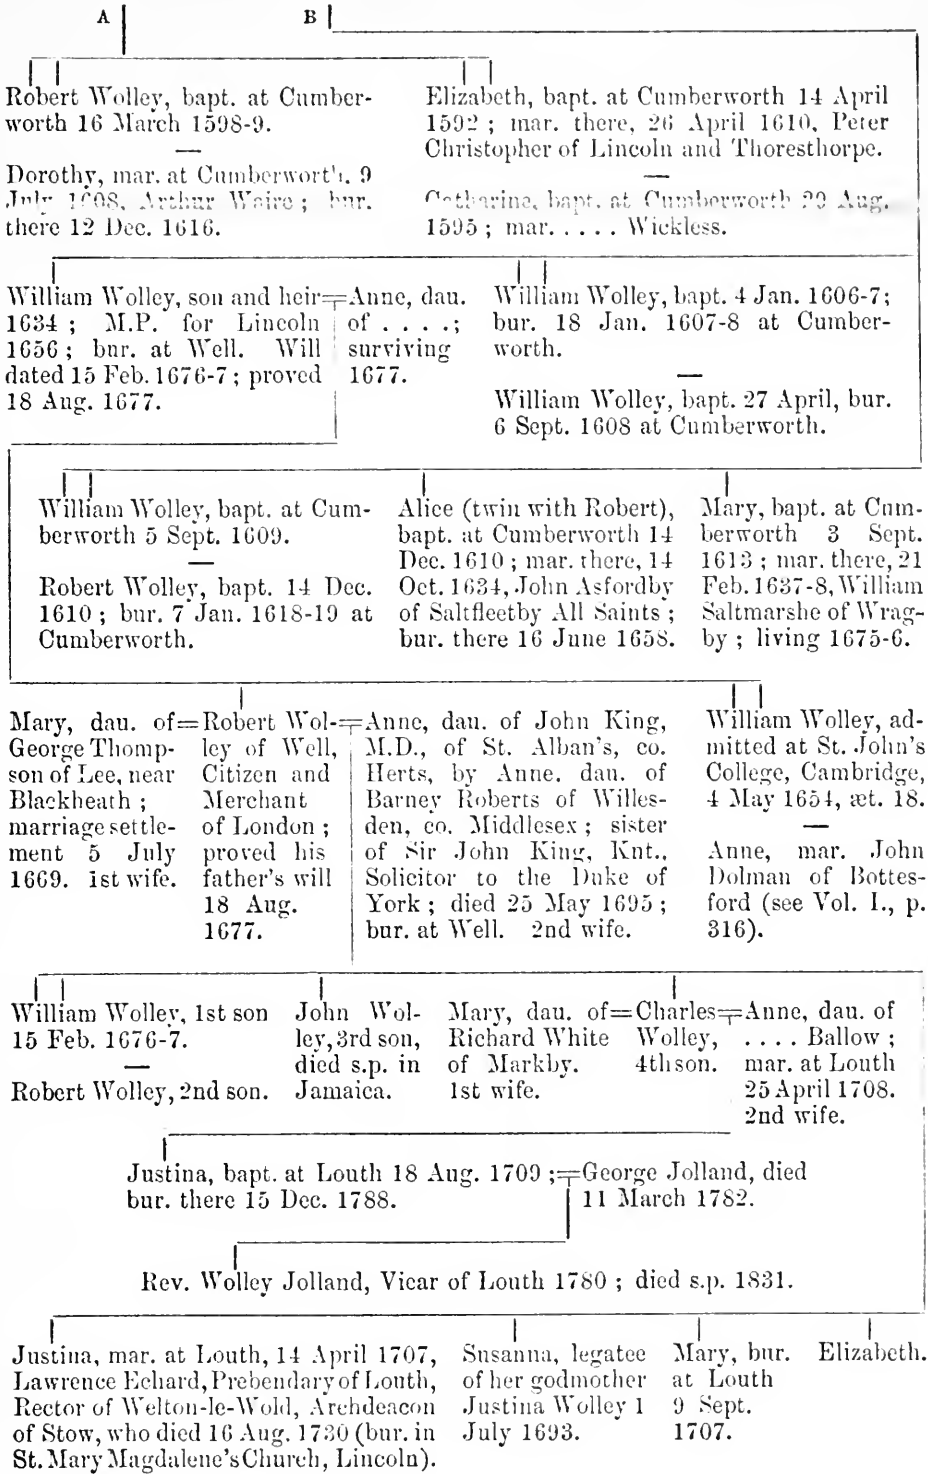 A B
Robert Wolley, bapt. at Cumber-
worth 16 March 1598-9.
—
Dorothy, mar. at Cumberworth, 9
July 1608, Arthur Waire; bur.
there 12 Dec. 1616.
Elizabeth, bapt. at Cumberworth 14 April
1592; mar. there, 26 April 1610, Peter
Christopher of Lincoln and Thoresthorpe.
—
Catharine, bapt. at Cumberworth 29 Aug.
1595; mar. .... Wickless.
William Wolley, son and heir
1634; M.P. for Lincoln
1656; bur. at Well. Will
dated 15 Feb. 1676-7; proved
18 Aug. 1677.
=Anne, dau.
of ....;
surviving
1677.
William Wolley, bapt. 4 Jan. 1606-7;
bur. 18 Jan. 1607-8 at Cumber-
worth.
—
William Wolley, bapt. 27 April, bur.
6 Sept. 1608 at Cumberworth.
William Wolley, bapt. at Cum-
berworth 5 Sept. 1609.
—
Robert Wolley, bapt. 14 Dec.
1610; bur. 7 Jan. 1618-19 at
Cumberworth.
Alice (twin with Robert),
bapt. at Cumberworth 14
Dec. 1610; mar. there, 14
Oct. 1634, John Asfordby
of Saltfleetby All Saints;
bur. there 16 June 1658.
Mary, bapt. at Cum-
berworth 3 Sept.
1613; mar. there, 21
Feb. 1637-8, William
Saltmarshe of Wrag-
by; living 1675-6.
Mary, dau. of=
George Thomp-
son of Lee, near
Blackheath;
marriage settle-
ment 5 July
1669. 1st wife.
Robert Wol-
ley of Well,
Citizen and
Merchant
of London;
proved his
father's will
18 Aug.
1677.
=Anne, dau. of John King,
M.D., of St. Alban's, co.
Herts, by Anne, dau. of
Barney Roberts of Willes-
den, co. Middlesex; sister
of Sir John King, Knt.,
Solicitor to the Duke of
York; died 25 May 1695;
bur. at Well. 2nd wife.
William Wolley, ad-
mitted at St. John's
College, Cambridge,
4 May 1654, æt. 18.
—
Anne, mar. John
Dolman of Bottes-
ford (see Vol. I., p.
316).
William Wolley, 1st son
15 Feb. 1676-7.
—
Robert Wolley, 2nd son.
John Wol-
ley, 3rd son,
died s.p. in
Jamaica.
Mary, dau. of=
Richard White
of Markby.
1st wife.
Charles
Wolley,
4th son.
=Anne, dau. of
.... Ballow;
mar. at Louth
25 April 1708.
2nd wife.
Justina, bapt. at Louth 18 Aug. 1709;
bur. there 15 Dec. 1788.
=George Jolland, died
11 March 1782.
Rev. Wolley Jolland, Vicar of Louth 1780; died s.p. 1831.
Justina, mar. at Louth, 14 April 1707,
Lawrence Echard, Prebendary of Louth,
Rector of Welton-le-Wold, Archdeacon
of Stow, who died 16 Aug. 1730 (bur. in
St. Mary Magdalene's Church, Lincoln).
Susanna, legatee
of her godmother
Justina Wolley 1
July 1693.
Mary, bur.
at Louth
9 Sept.
1707.
Elizabeth.